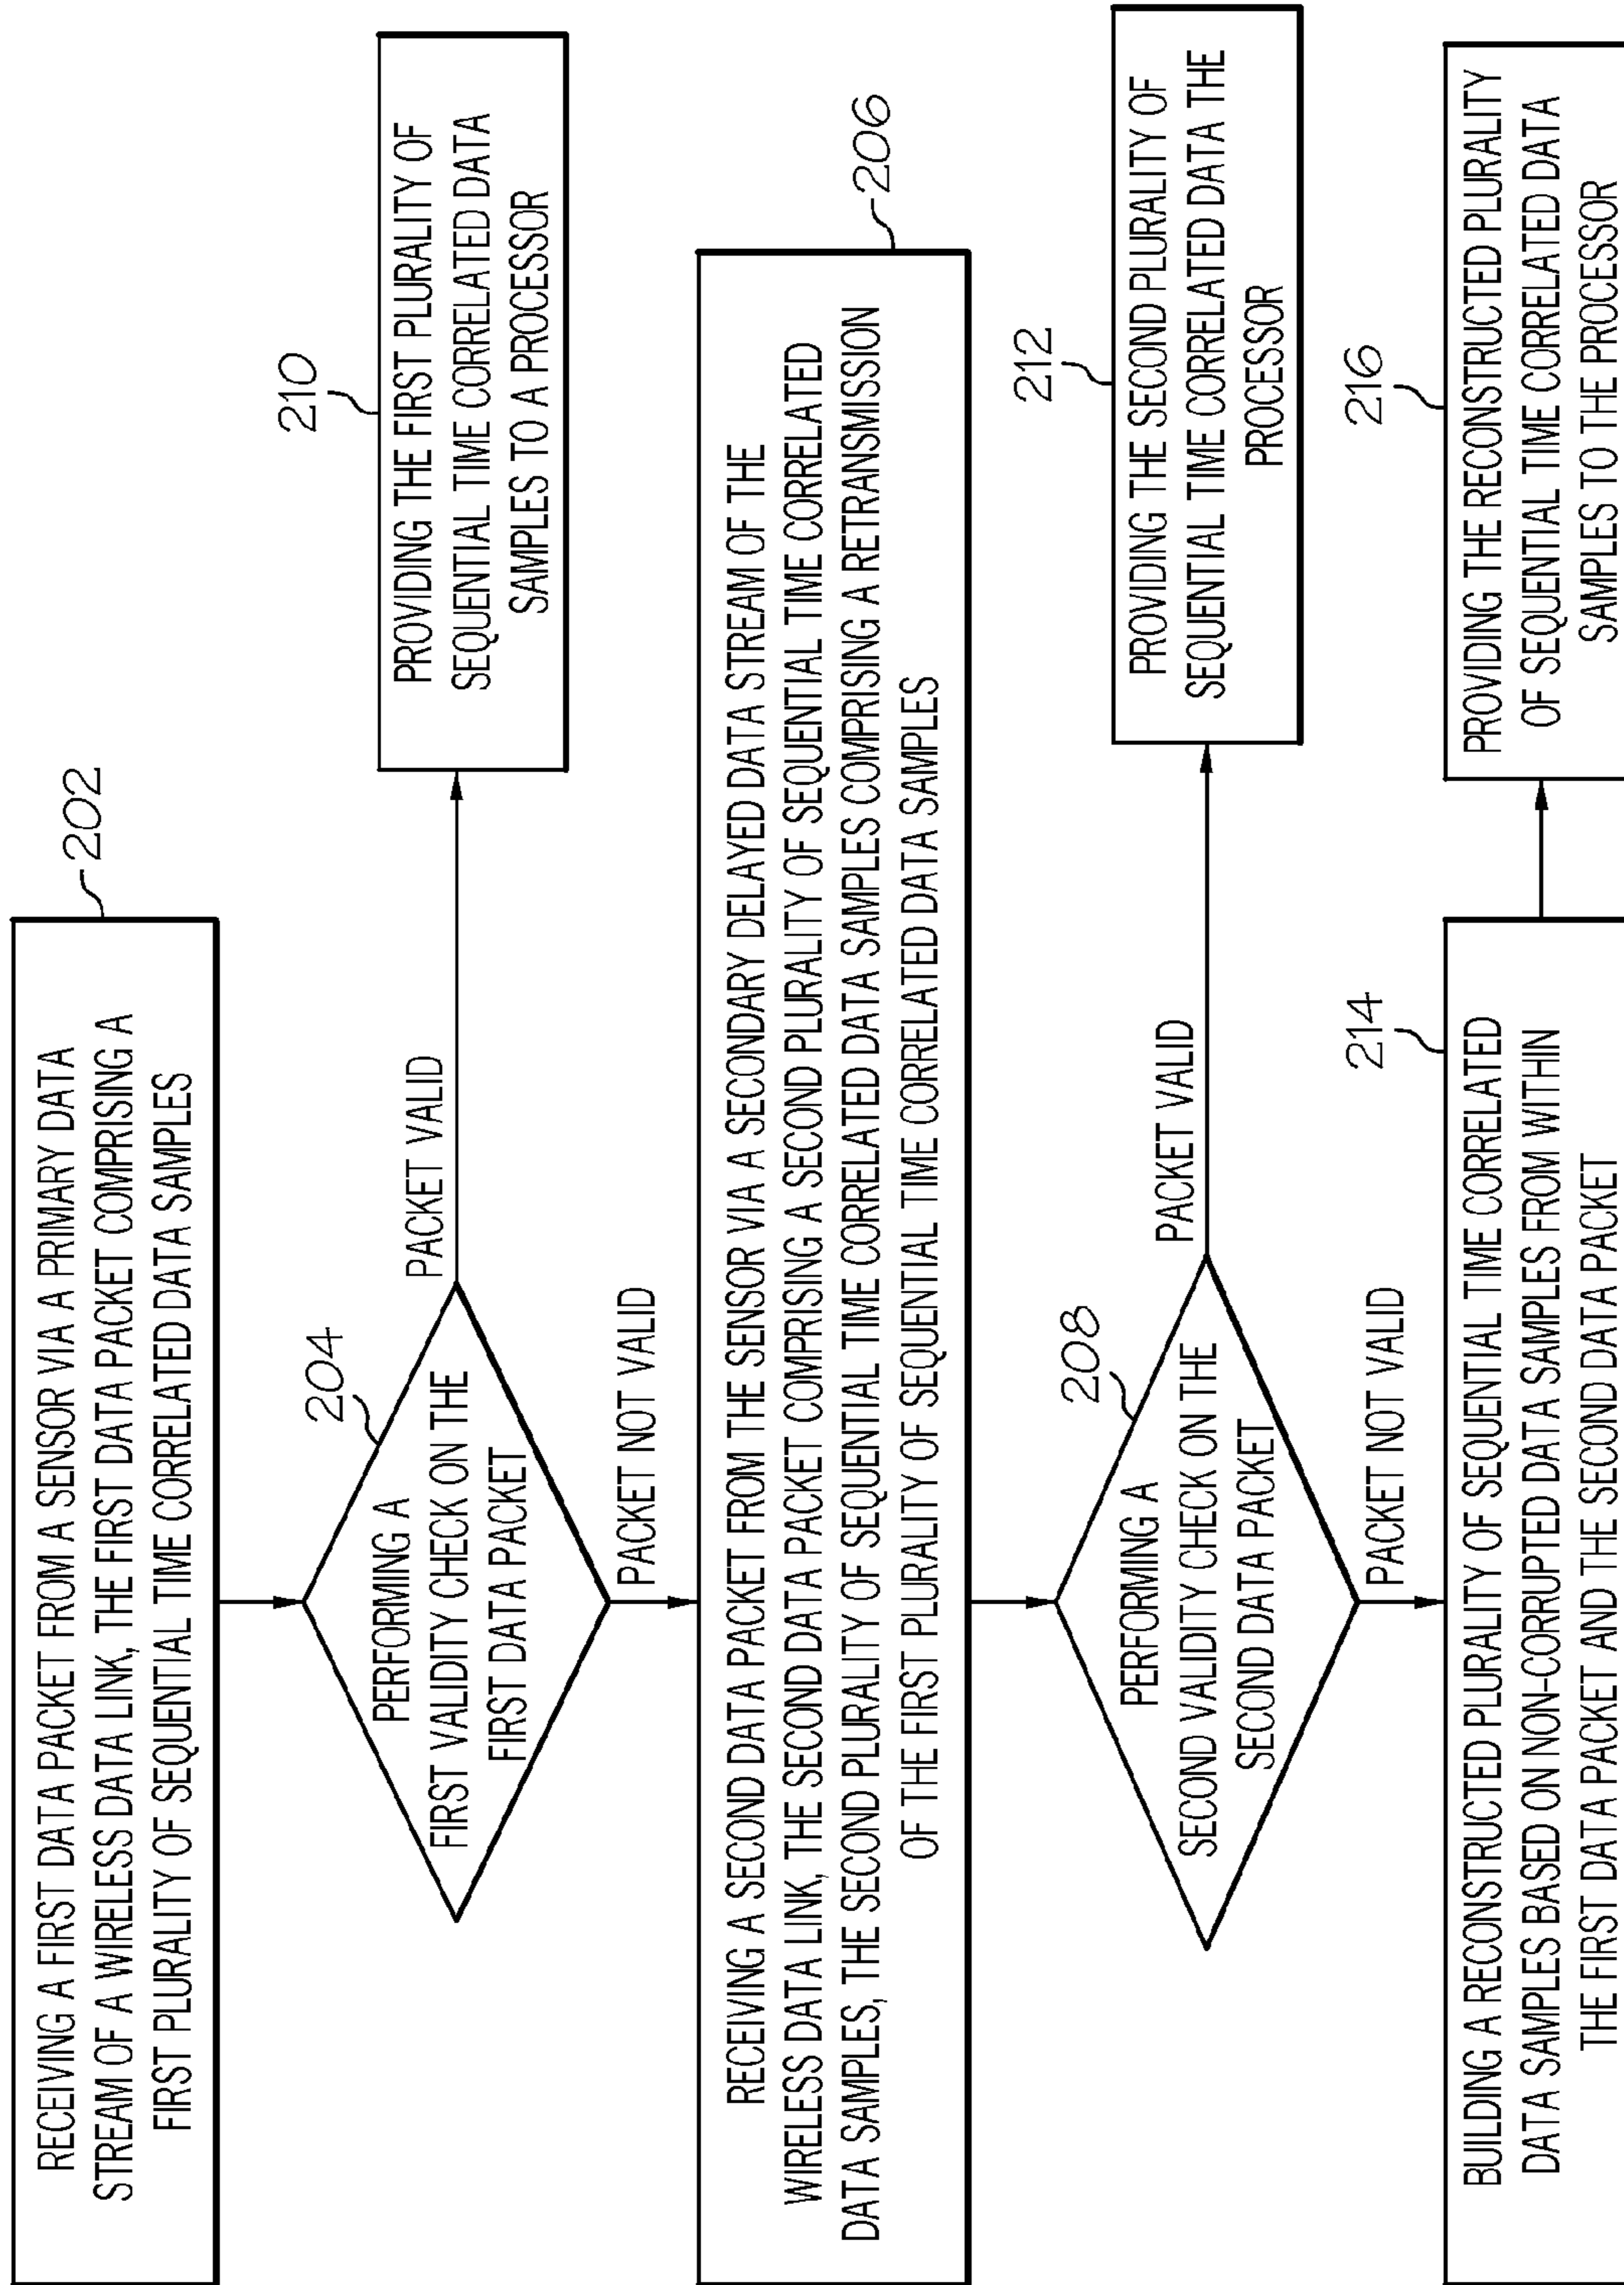 RECEIVING A FIRST DATA PACKET FROM A SENSOR VIA A PRIMARY DATA
STREAM OF A WIRELESS DATA LINK, THE FIRST DATA PACKET COMPRISING A
FIRST PLURALITY OF SEQUENTIAL TIME CORRELATED DATA SAMPLES
202
204
PERFORMING A
FIRST VALIDITY CHECK ON THE
FIRST DATA PACKET
PACKET VALID
210
PROVIDING THE FIRST PLURALITY OF
SEQUENTIAL TIME CORRELATED DATA
SAMPLES TO A PROCESSOR
PACKET NOT VALID
206
RECEIVING A SECOND DATA PACKET FROM THE SENSOR VIA A SECONDARY DELAYED DATA STREAM OF THE
WIRELESS DATA LINK, THE SECOND DATA PACKET COMPRISING A SECOND PLURALITY OF SEQUENTIAL TIME CORRELATED
DATA SAMPLES, THE SECOND PLURALITY OF SEQUENTIAL TIME CORRELATED DATA SAMPLES COMPRISING A RETRANSMISSION
OF THE FIRST PLURALITY OF SEQUENTIAL TIME CORRELATED DATA SAMPLES
208
PERFORMING A
SECOND VALIDITY CHECK ON THE
SECOND DATA PACKET
PACKET VALID
212
PROVIDING THE SECOND PLURALITY OF
SEQUENTIAL TIME CORRELATED DATA THE
PROCESSOR
PACKET NOT VALID
214
BUILDING A RECONSTRUCTED PLURALITY OF SEQUENTIAL TIME CORRELATED
DATA SAMPLES BASED ON NON-CORRUPTED DATA SAMPLES FROM WITHIN
THE FIRST DATA PACKET AND THE SECOND DATA PACKET
216
PROVIDING THE RECONSTRUCTED PLURALITY
OF SEQUENTIAL TIME CORRELATED DATA
SAMPLES TO THE PROCESSOR